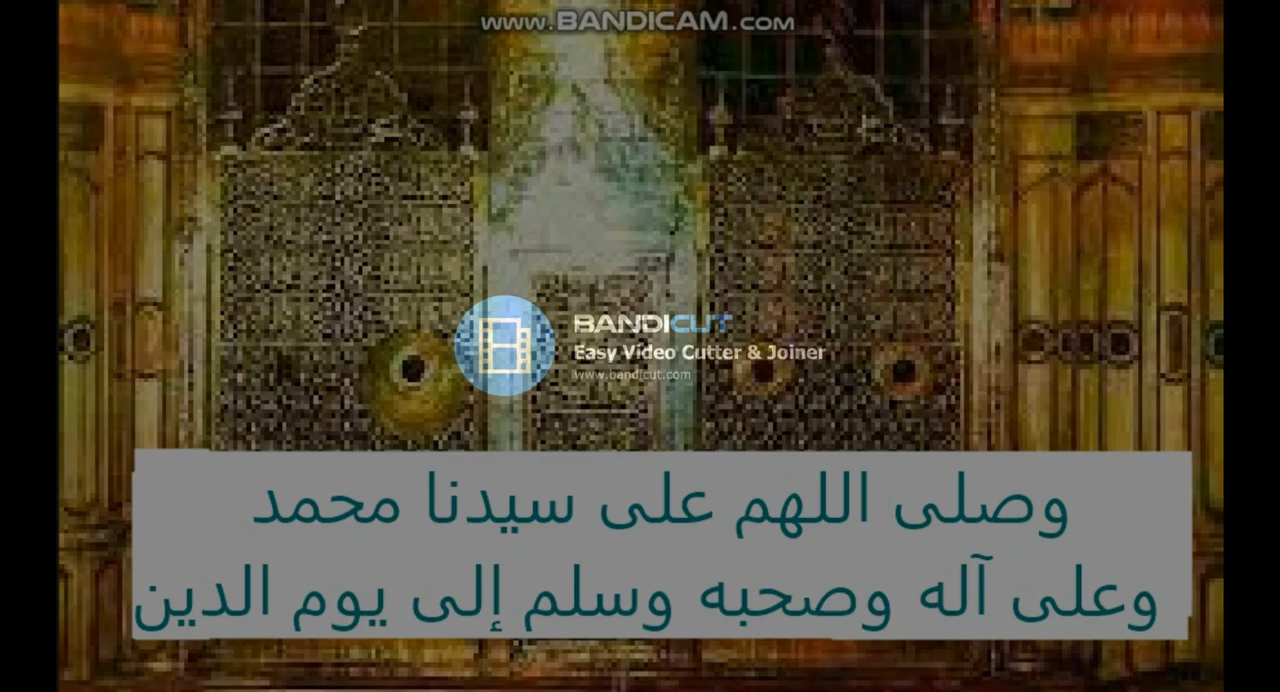 www.BANDICAM.com
BANDICUT
Easy Video Cutter & Joiner
www.bandicut.com
وصلى اللهم على سيدنا محمد
وعلى آله وصحبه وسلم إلى يوم الدين